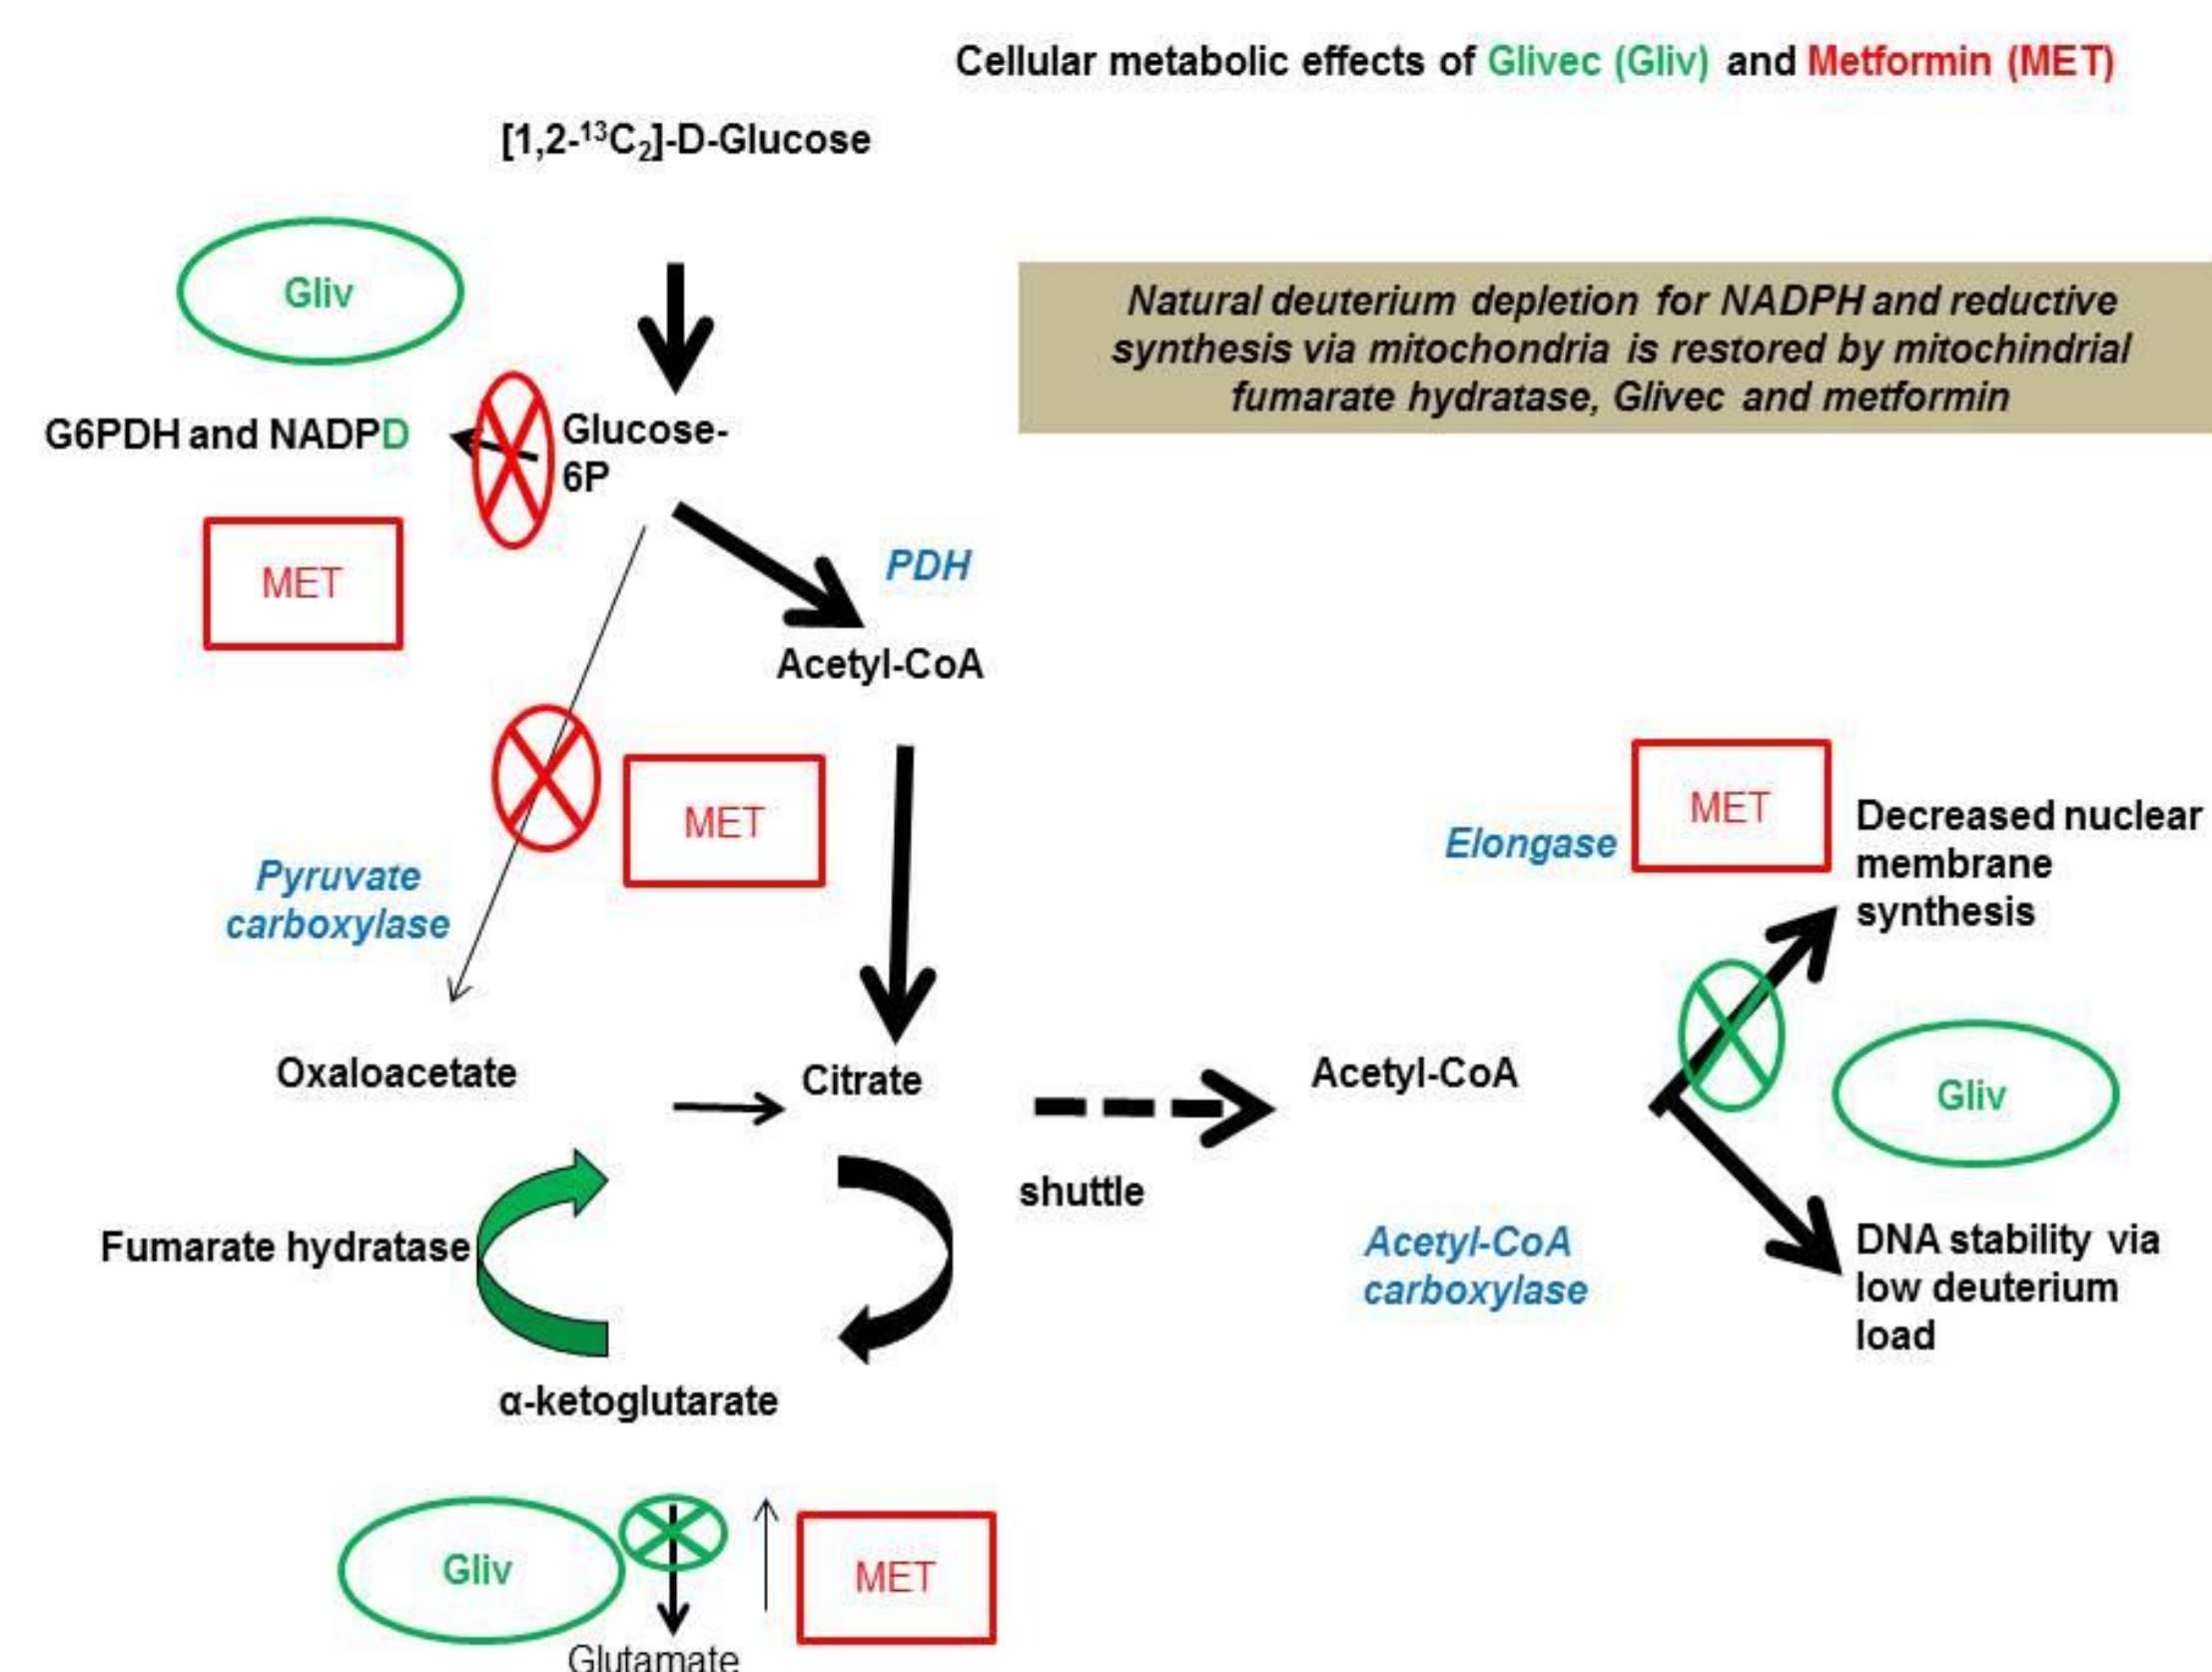 Cellular metabolic effects of Glivec (Gliv) and Metformin (MET)
[1,2-¹³C₂]-D-Glucose
Gliv
Natural deuterium depletion for NADPH and reductive
synthesis via mitochondria is restored by mitochindrial
fumarate hydratase, Glivec and metformin
G6PDH and NADPD
Glucose-
6P
MET
PDH
Acetyl-CoA
MET
Pyruvate
carboxylase
Elongase
MET
Decreased nuclear
membrane
synthesis
Oxaloacetate
Citrate
Acetyl-CoA
Gliv
shuttle
Fumarate hydratase
Acetyl-CoA
carboxylase
DNA stability via
low deuterium
load
α-ketoglutarate
Gliv
MET
Glutamate